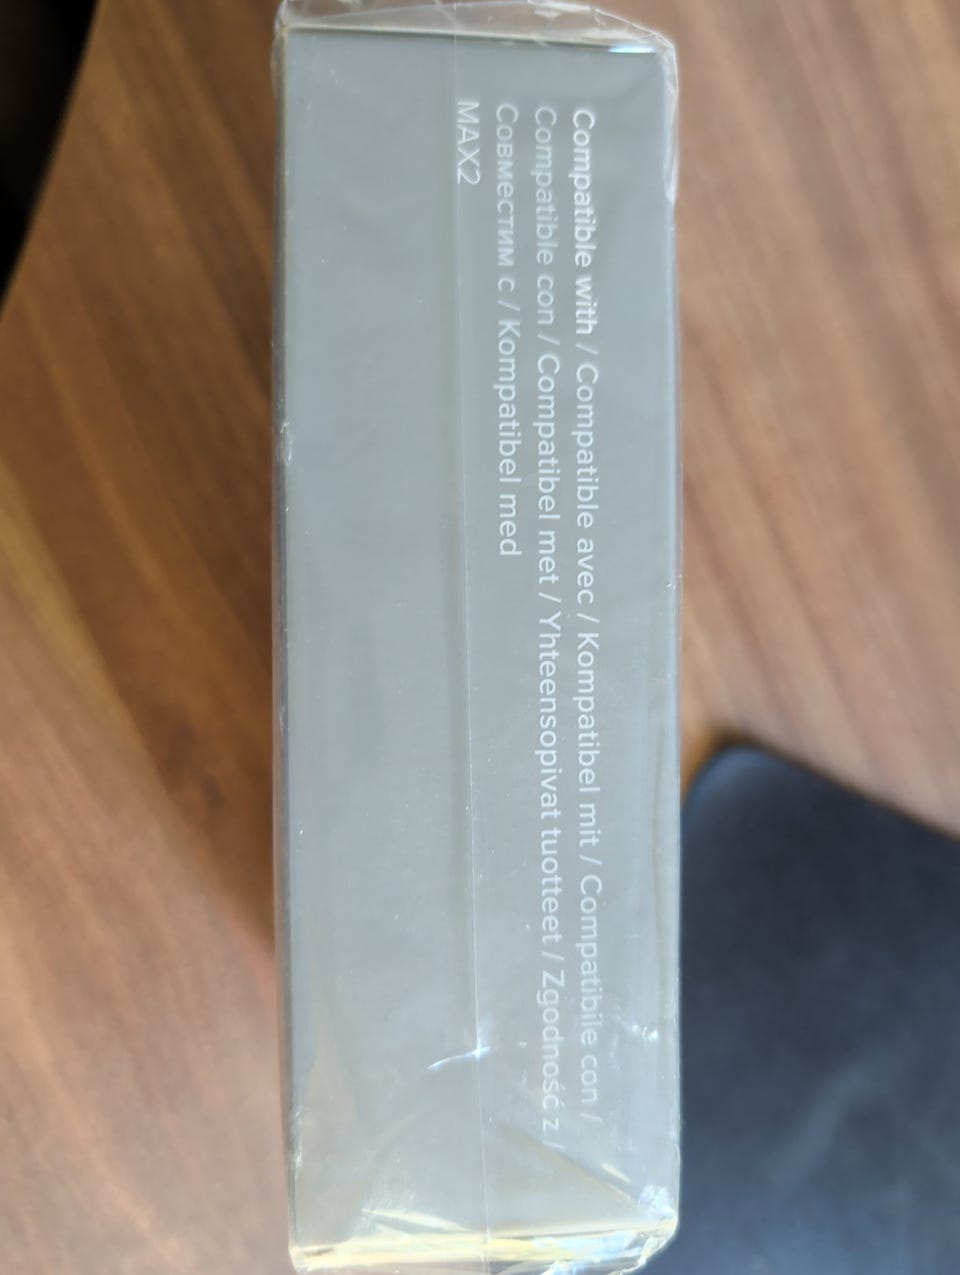 Compatible with / Compatible avec / Kompatibel mit / Compatibile con /
Compatible con / Compatibel met / Yhteensopivat tuotteet / Zgodność z /
Совместим с / Kompatibel med
MAX2